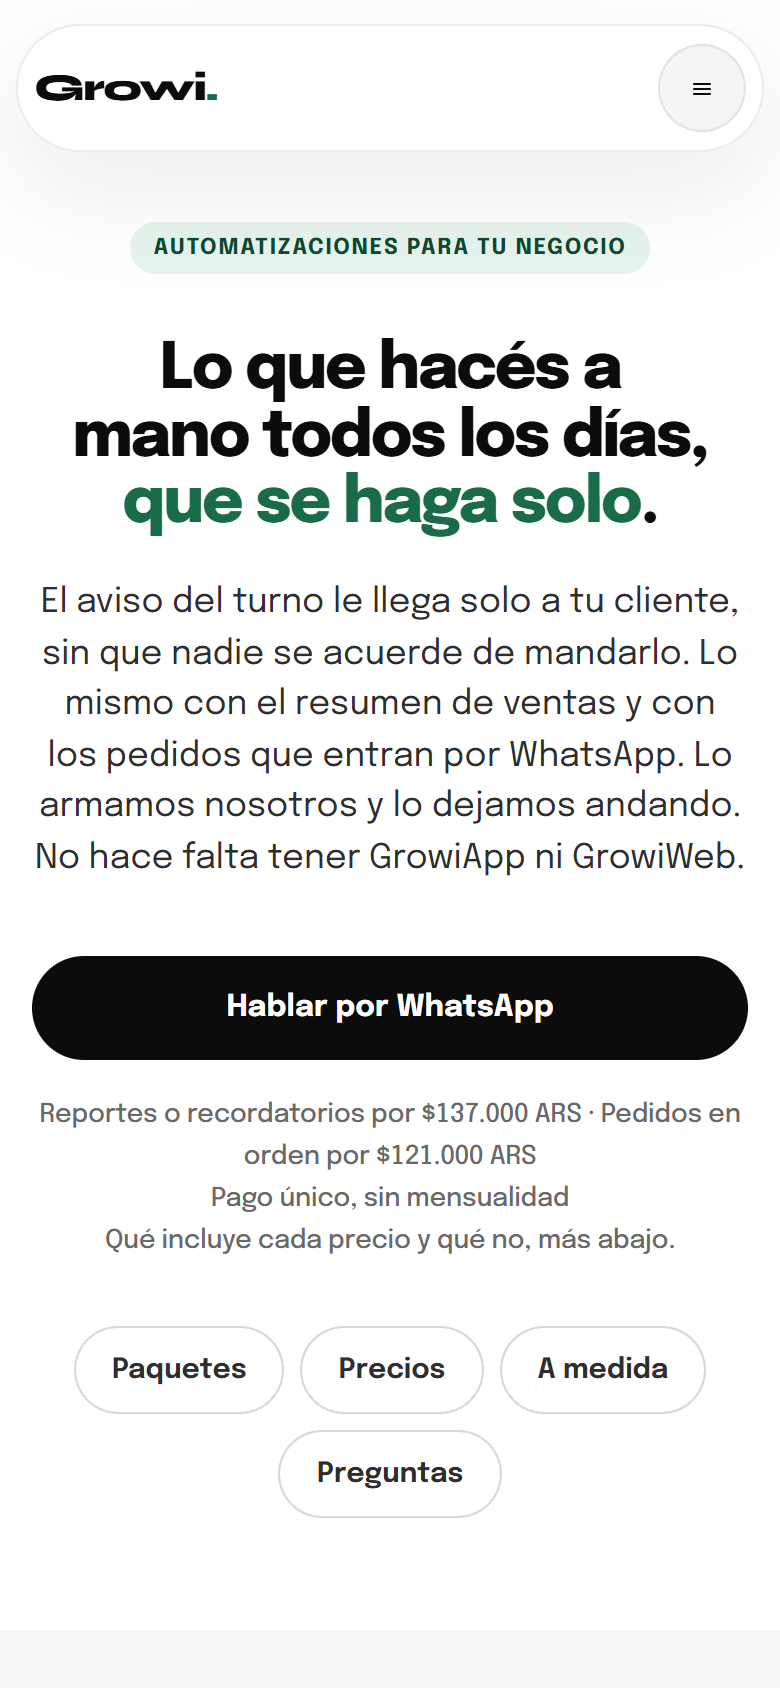 Growi.
AUTOMATIZACIONES PARA TU NEGOCIO
Lo que hacés a
mano todos los días,
que se haga solo.
El aviso del turno le llega solo a tu cliente,
sin que nadie se acuerde de mandarlo. Lo
mismo con el resumen de ventas y con
los pedidos que entran por WhatsApp. Lo
armamos nosotros y lo dejamos andando.
No hace falta tener GrowiApp ni GrowiWeb.
Hablar por WhatsApp
Reportes o recordatorios por $137.000 ARS · Pedidos en
orden por $121.000 ARS
Pago único, sin mensualidad
Qué incluye cada precio y qué no, más abajo.
Paquetes
Precios
A medida
Preguntas